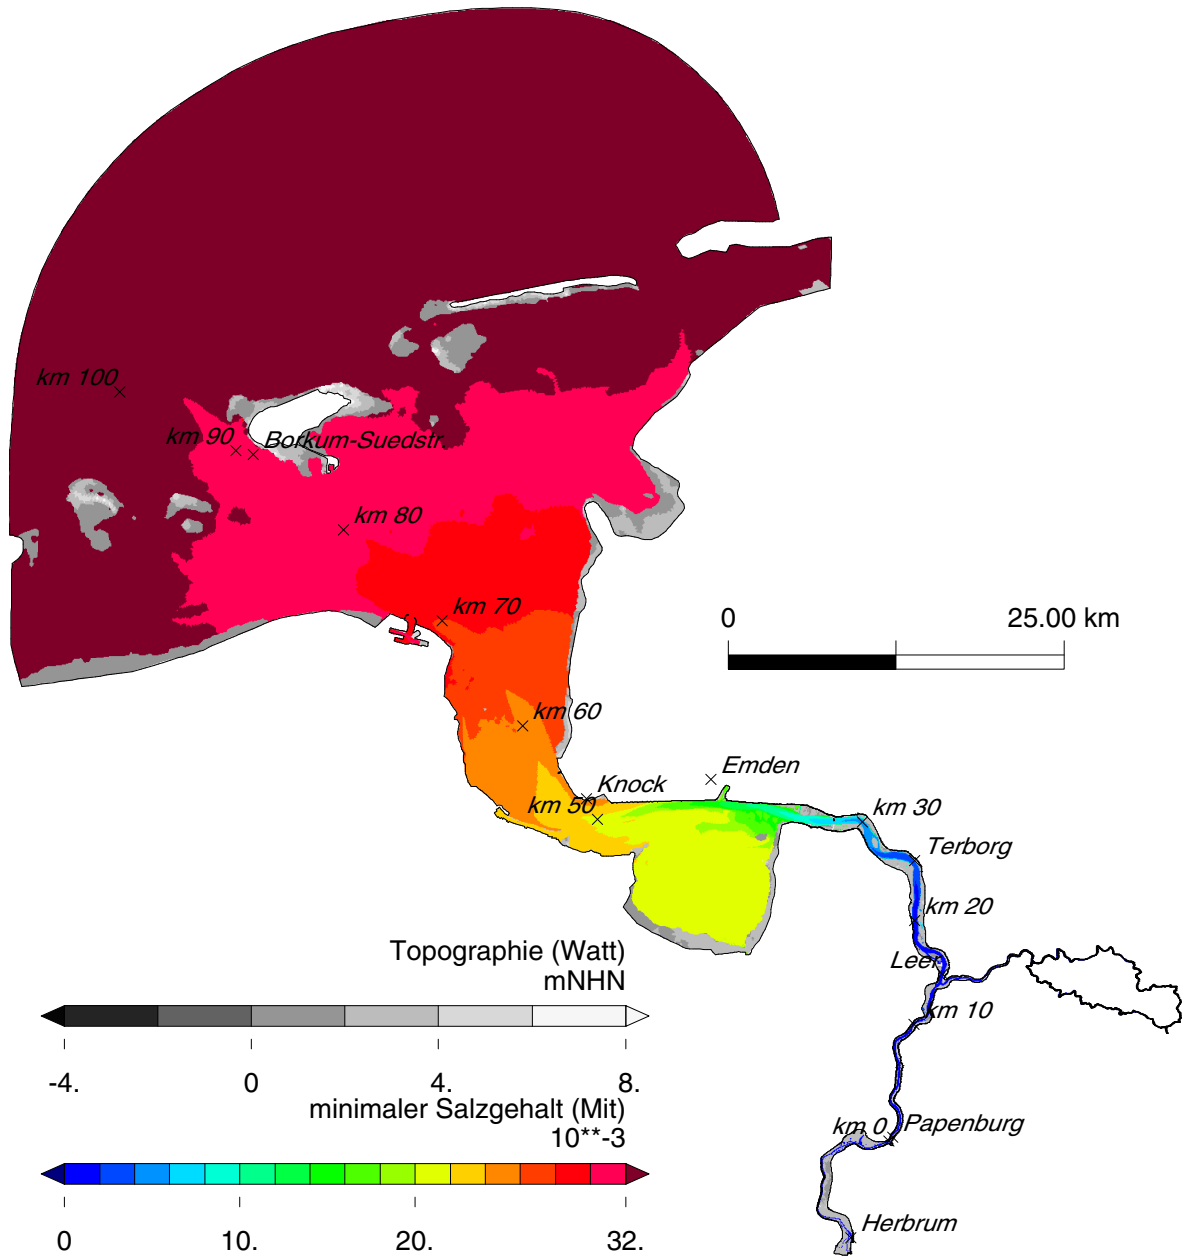 km 100
km 90
Borkum-Suedstr.
km 80
km 70
0
25.00 km
km 60
Emden
Knock
km 50
km 30
Terborg
km 20
Topographie (Watt)
mNHN
Leer
km 10
-4.
0
4.
8.
minimaler Salzgehalt (Mit)
10**-3
km 0
Papenburg
0
10.
20.
32.
Herbrum